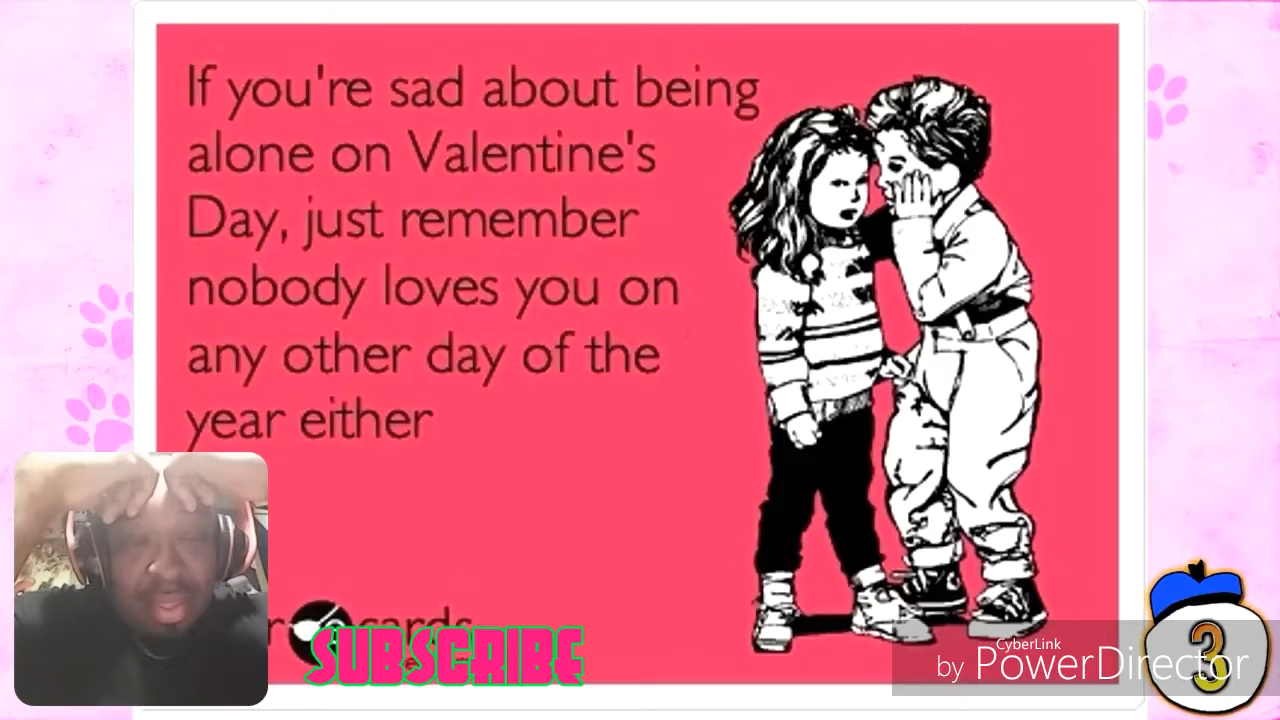 If you're sad about being
alone on Valentine's
Day, just remember
nobody loves you on
any other day of the
year either
cards
SUBSCRIBE
CyberLink
by PowerDirector
3